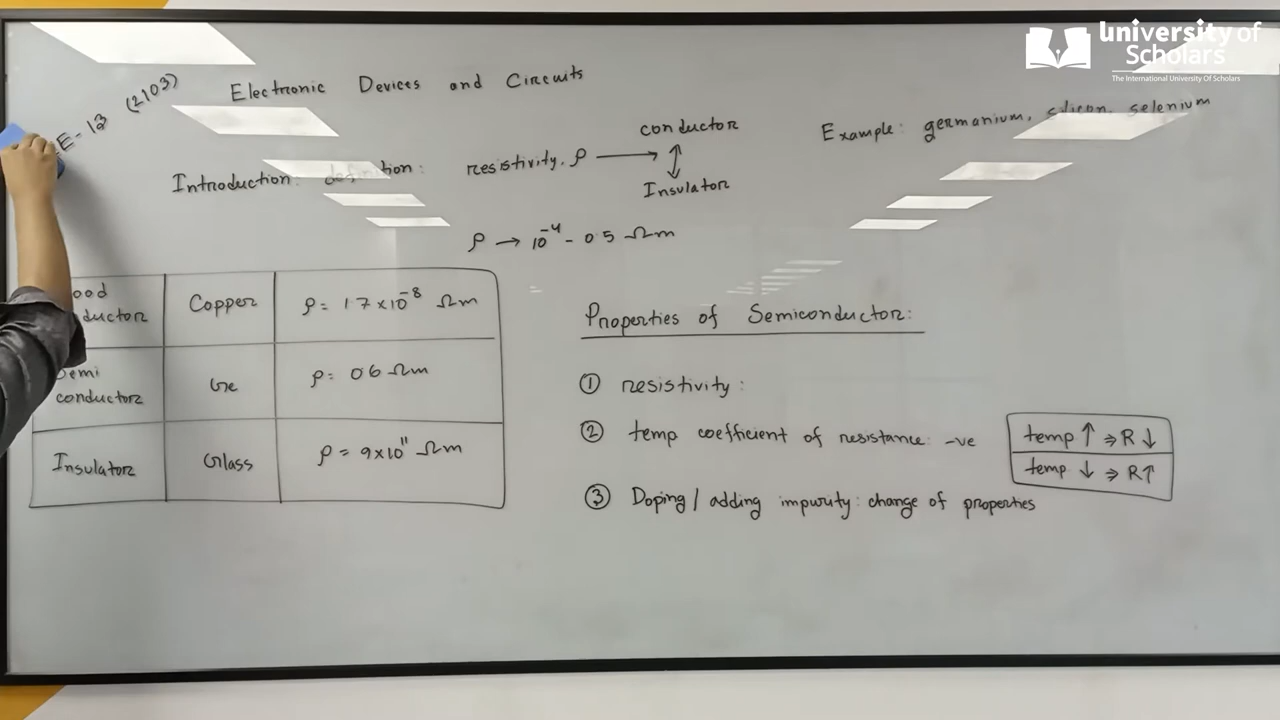 University of
Scholars
The International University Of Scholars
E-13 (2103)
Electronic Devices and Circuits
Introduction: definition: resistivity, ρ ⟶ conductor
↕
Insulator
Example: germanium, silicon, selenium
ρ → 10⁻⁴ - 0.5 Ωm
ood
ductor Copper ρ = 1.7 × 10⁻⁸ Ωm
Semi
conductor Ge ρ = 0.6 Ωm
Insulator Glass ρ = 9×10¹¹ Ωm
Properties of Semiconductor:
① resistivity:
② temp coefficient of resistance: -ve
temp ↑ ⇒ R ↓
temp ↓ ⇒ R ↑
③ Doping / adding impurity: change of properties